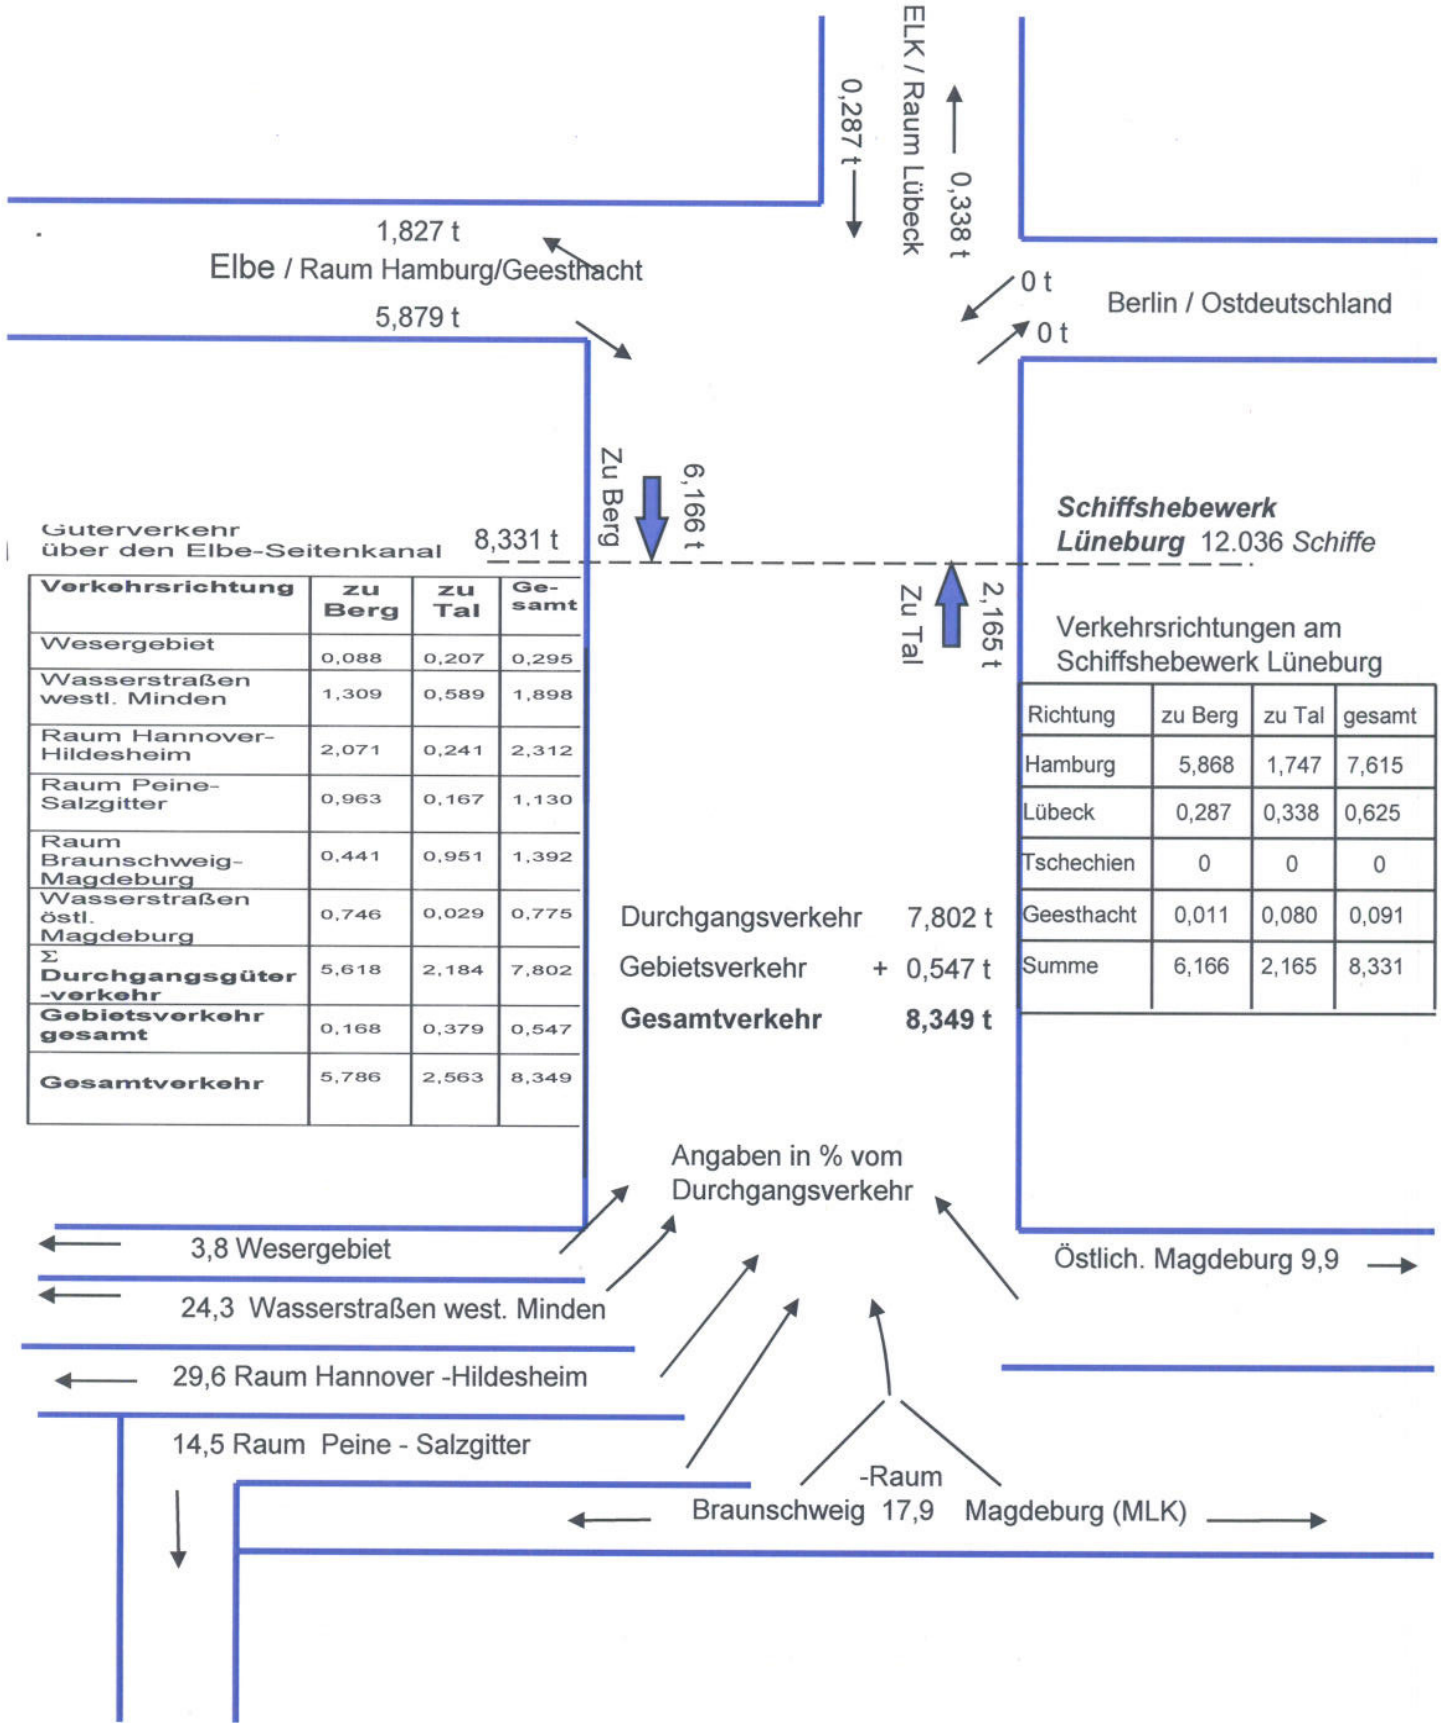 ELK / Raum Lübeck
0,287 t
0,338 t
1,827 t
Elbe / Raum Hamburg/Geesthacht
5,879 t
0 t
Berlin / Ostdeutschland
0 t
Zu Berg
6,166 t
Schiffshebewerk
Lüneburg 12.036 Schiffe
Güterverkehr
über den Elbe-Seitenkanal 8,331 t
Zu Tal
2,165 t
Verkehrsrichtung zu Berg zu Tal Ge-samt
Wesergebiet 0,088 0,207 0,295
Wasserstraßen
westl. Minden 1,309 0,589 1,898
Raum Hannover-
Hildesheim 2,071 0,241 2,312
Raum Peine-
Salzgitter 0,963 0,167 1,130
Raum
Braunschweig- 0,441 0,951 1,392
Magdeburg
Wasserstraßen
östl. 0,746 0,029 0,775
Magdeburg
Σ
Durchgangsgüter 5,618 2,184 7,802
-verkehr
Gebietsverkehr
gesamt 0,168 0,379 0,547
Gesamtverkehr 5,786 2,563 8,349
Verkehrsrichtungen am
Schiffshebewerk Lüneburg
Richtung zu Berg zu Tal gesamt
Hamburg 5,868 1,747 7,615
Lübeck 0,287 0,338 0,625
Tschechien 0 0 0
Geesthacht 0,011 0,080 0,091
Summe 6,166 2,165 8,331
Durchgangsverkehr 7,802 t
Gebietsverkehr + 0,547 t
Gesamtverkehr 8,349 t
Angaben in % vom
Durchgangsverkehr
3,8 Wesergebiet
Östlich. Magdeburg 9,9
24,3 Wasserstraßen west. Minden
29,6 Raum Hannover -Hildesheim
14,5 Raum Peine - Salzgitter
-Raum
Braunschweig 17,9 Magdeburg (MLK)